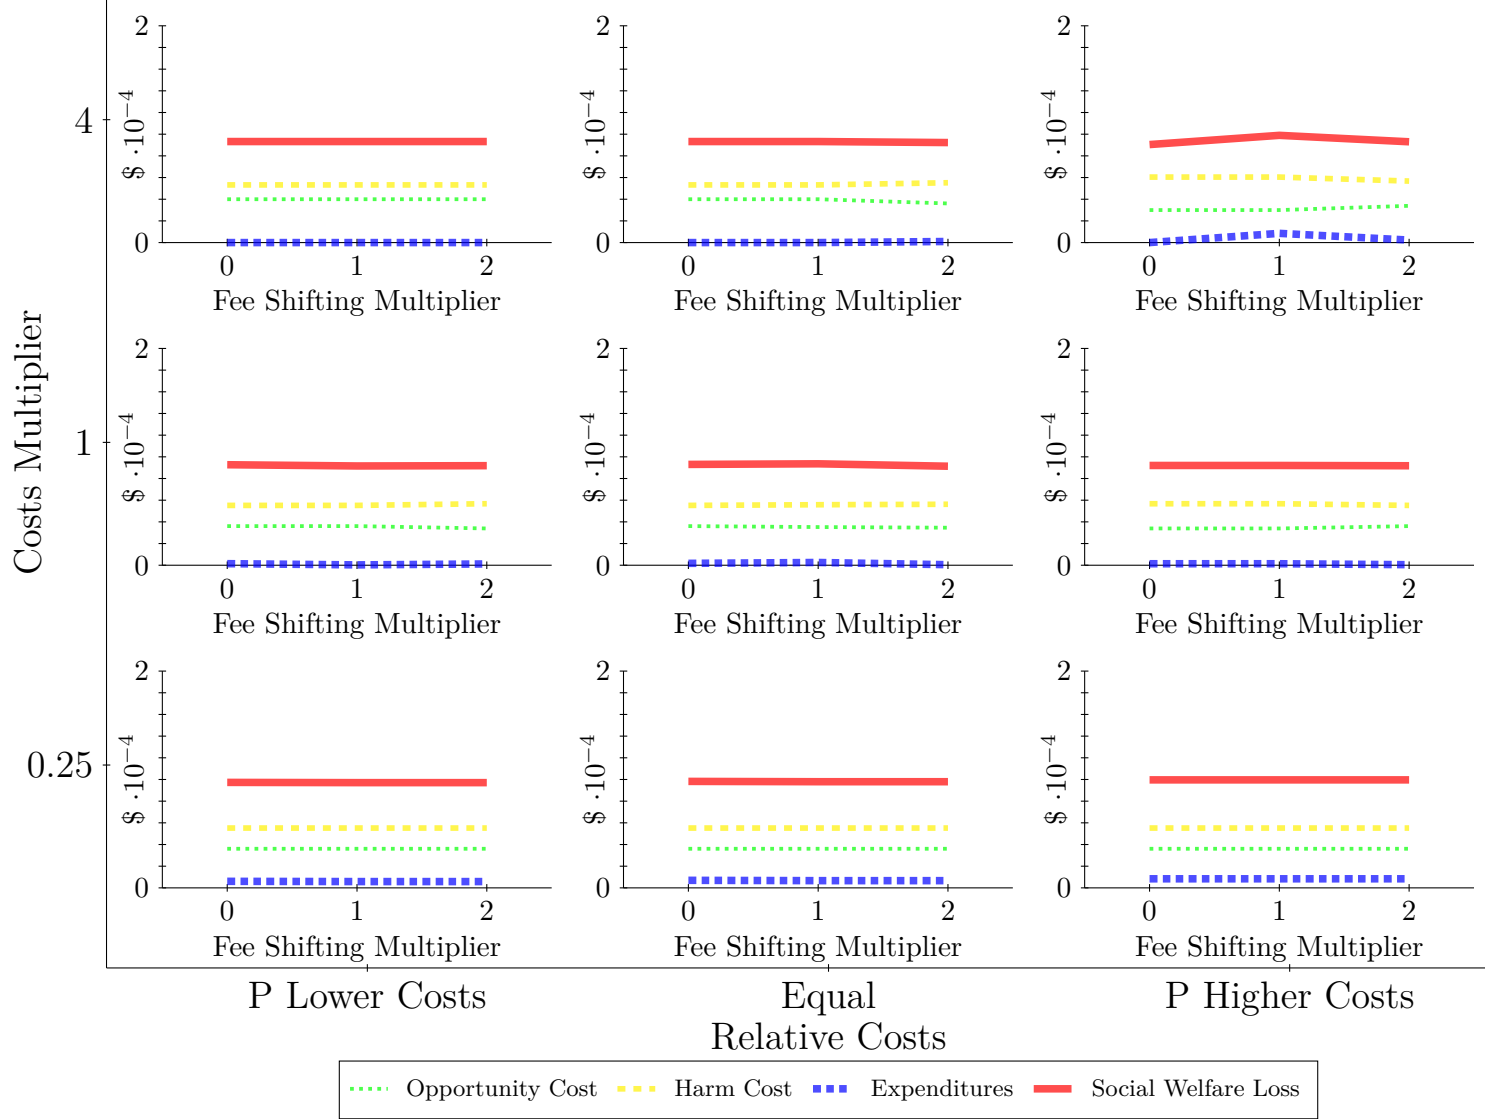 2
$ ·10⁻⁴
0
0 1 2
Fee Shifting Multiplier
2
$ ·10⁻⁴
0
0 1 2
Fee Shifting Multiplier
2
$ ·10⁻⁴
0
0 1 2
Fee Shifting Multiplier
2
$ ·10⁻⁴
0
0 1 2
Fee Shifting Multiplier
2
$ ·10⁻⁴
0
0 1 2
Fee Shifting Multiplier
2
$ ·10⁻⁴
0
0 1 2
Fee Shifting Multiplier
2
$ ·10⁻⁴
0
0 1 2
Fee Shifting Multiplier
2
$ ·10⁻⁴
0
0 1 2
Fee Shifting Multiplier
2
$ ·10⁻⁴
0
0 1 2
Fee Shifting Multiplier
4
1
0.25
Costs Multiplier
P Lower Costs Equal P Higher Costs
Relative Costs
Opportunity Cost Harm Cost Expenditures Social Welfare Loss